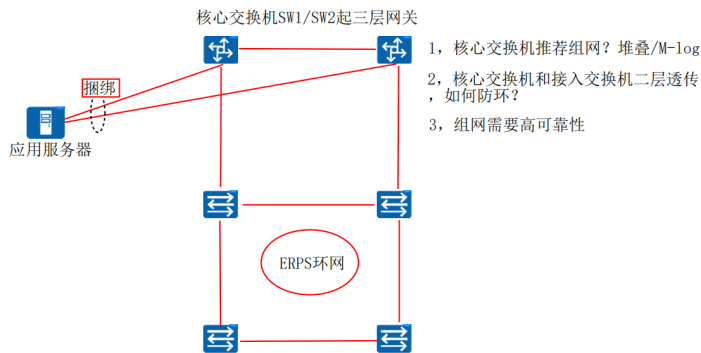 核心交换机SW1/SW2起三层网关
1，核心交换机推荐组网？堆叠/M-log
2，核心交换机和接入交换机二层透传
，如何防环？
3，组网需要高可靠性
捆绑
应用服务器
ERPS环网